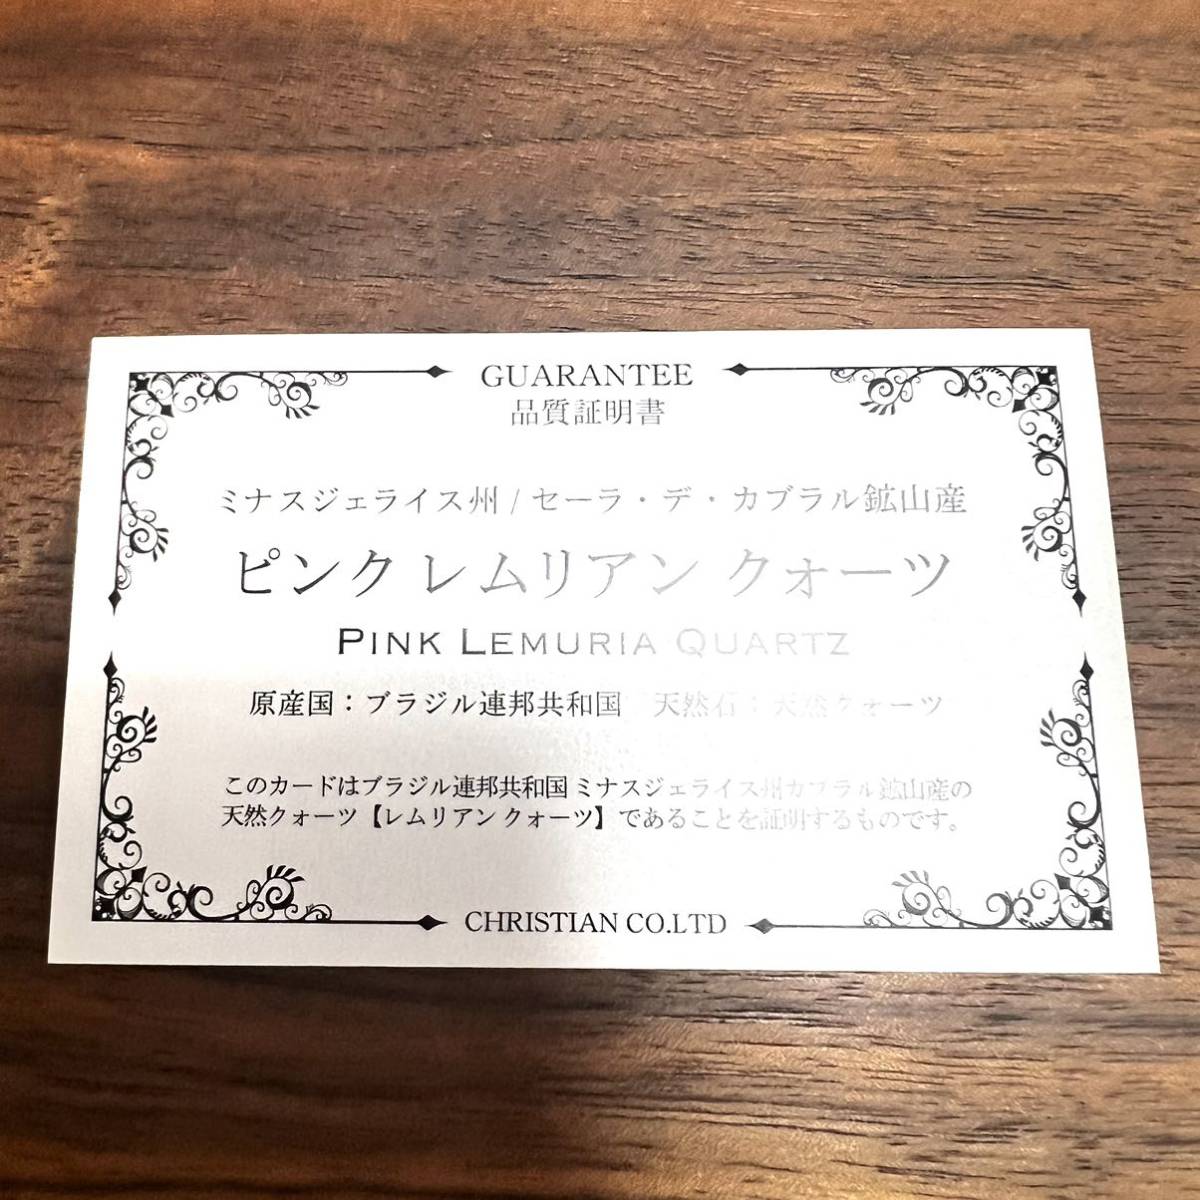 GUARANTEE
品質証明書
ミナスジェライス州 / セーラ・デ・カブラル鉱山産
ピンク レムリアン クォーツ
PINK LEMURIA QUARTZ
原産国：ブラジル連邦共和国　天然石：天然クォーツ
このカードはブラジル連邦共和国 ミナスジェライス州カブラル鉱山産の
天然クォーツ【レムリアン クォーツ】であることを証明するものです。
CHRISTIAN CO.LTD